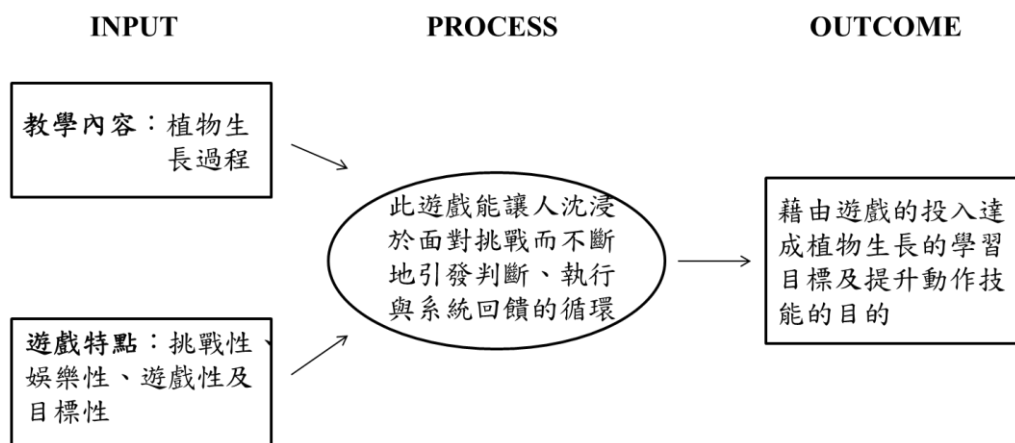 INPUT
PROCESS
OUTCOME
教學內容：植物生
長過程
遊戲特點：挑戰性、
娛樂性、遊戲性及
目標性
此遊戲能讓人沈浸
於面對挑戰而不斷
地引發判斷、執行
與系統回饋的循環
藉由遊戲的投入達
成植物生長的學習
目標及提升動作技
能的目的